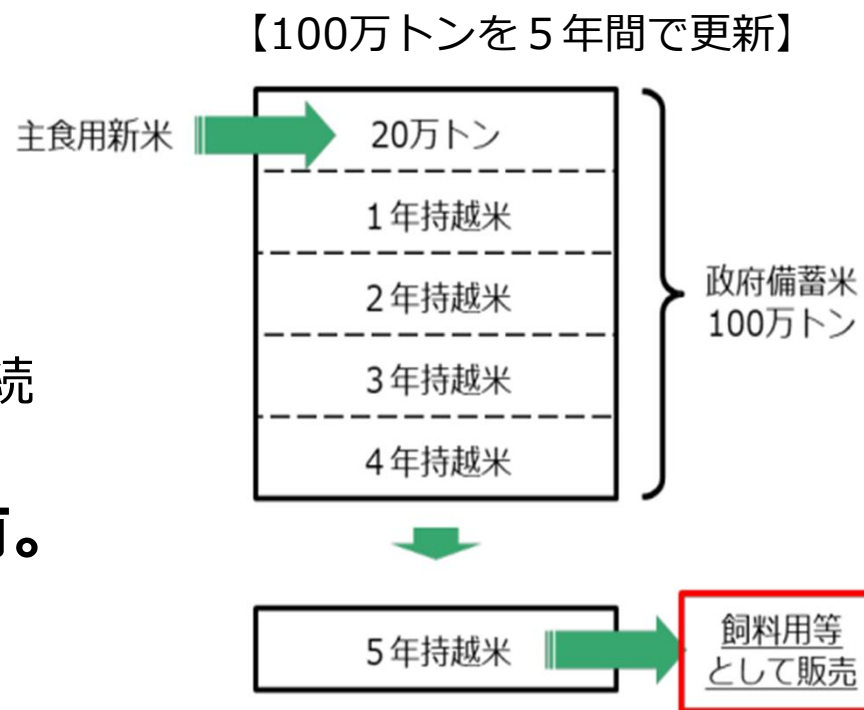 【100万トンを５年間で更新】
主食用新米
20万トン
１年持越米
２年持越米
３年持越米
４年持越米
政府備蓄米
100万トン
続
。
５年持越米
飼料用等
として販売